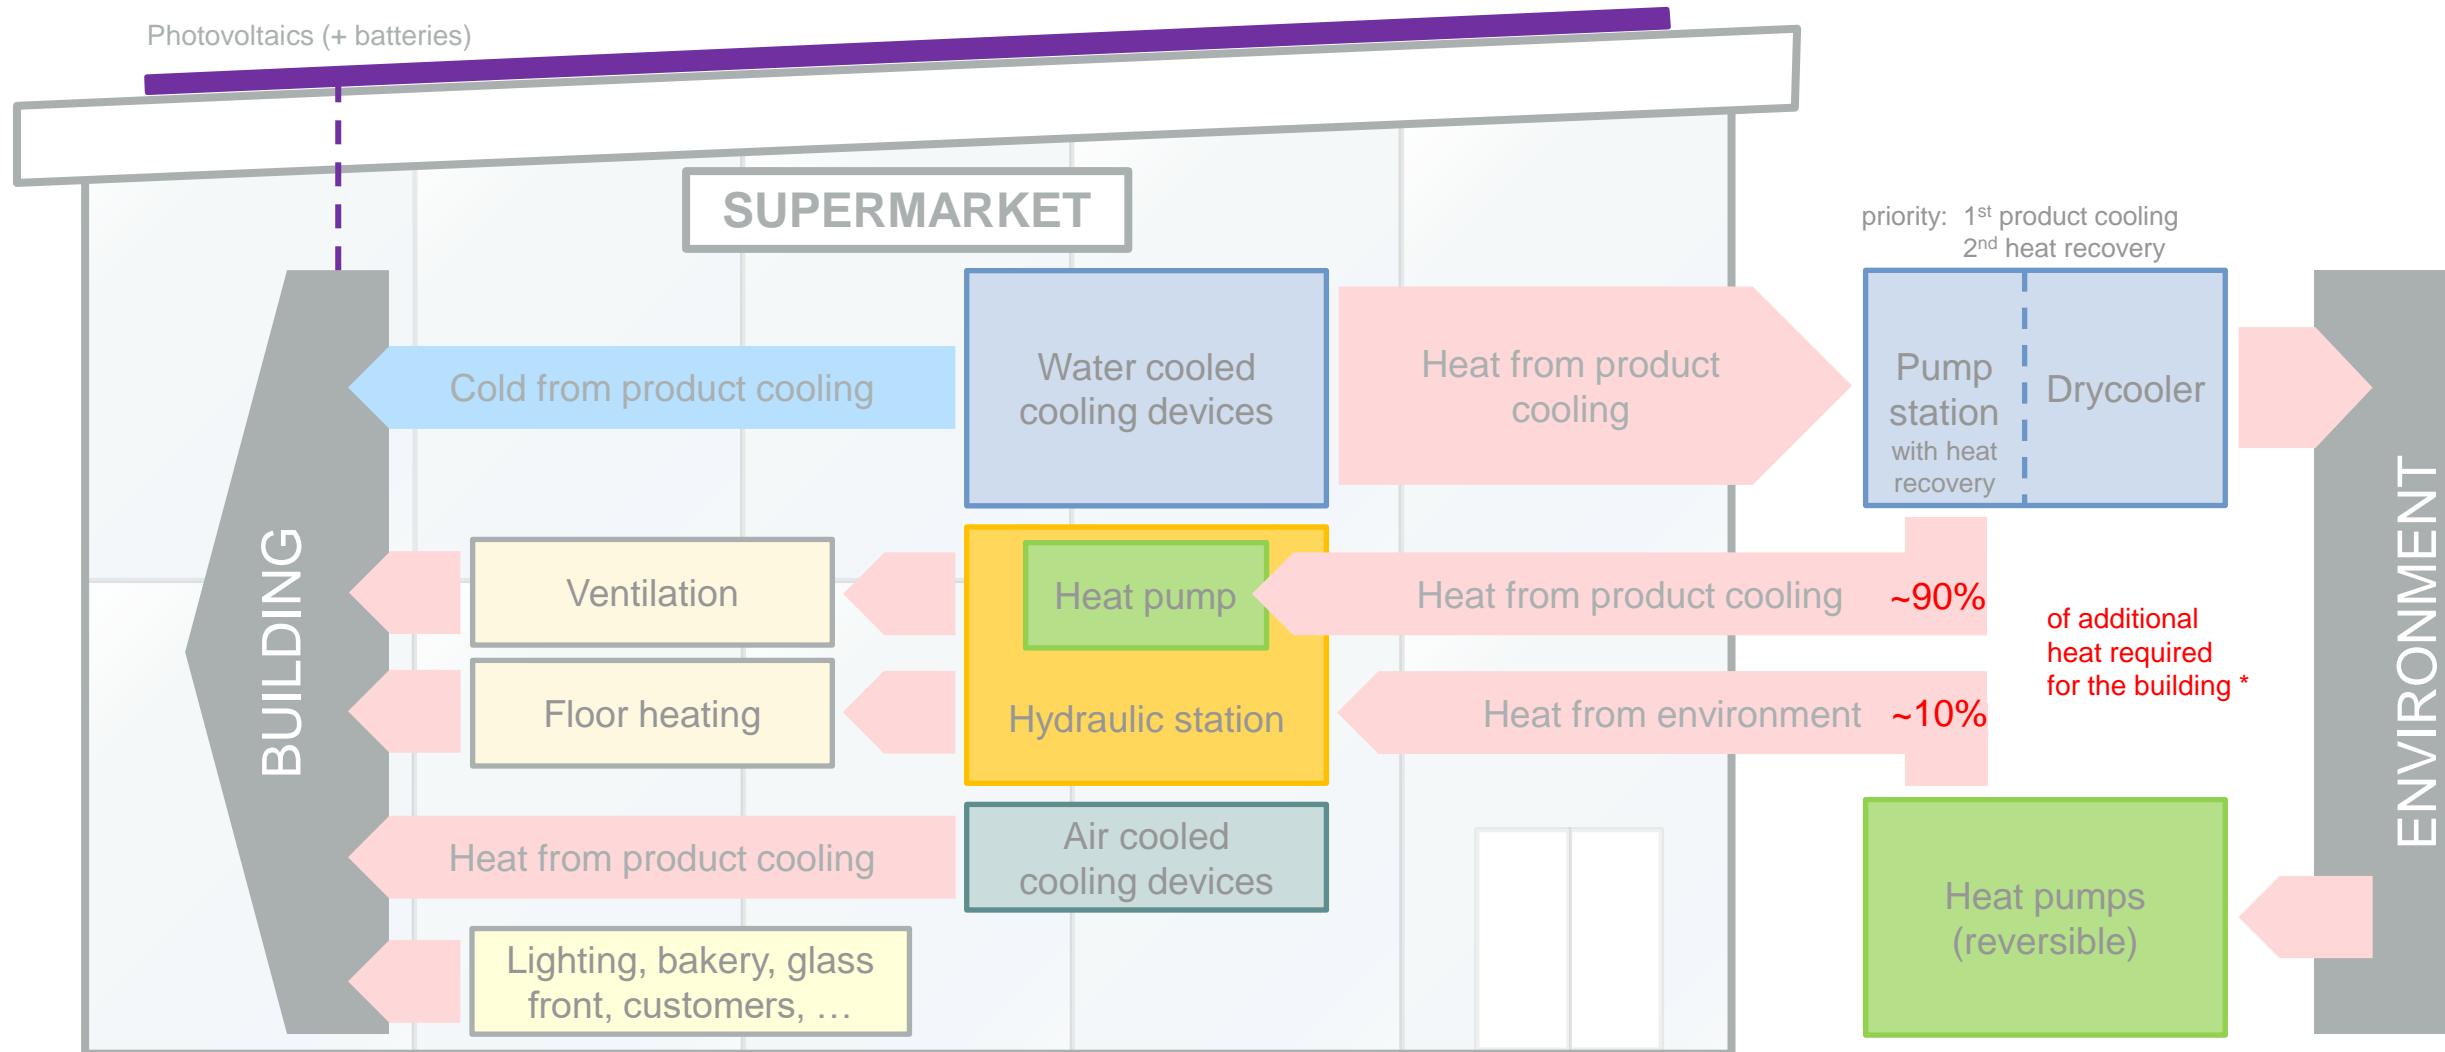 Photovoltaics (+ batteries)
SUPERMARKET
priority: 1st product cooling
2nd heat recovery
Cold from product cooling
Water cooled
cooling devices
Heat from product
cooling
Pump
station
with heat
recovery
Drycooler
BUILDING
ENVIRONMENT
Ventilation
Heat pump
Heat from product cooling
~90%
of additional
heat required
for the building *
Floor heating
Hydraulic station
Heat from environment
~10%
Heat from product cooling
Air cooled
cooling devices
Heat pumps
(reversible)
Lighting, bakery, glass
front, customers, …